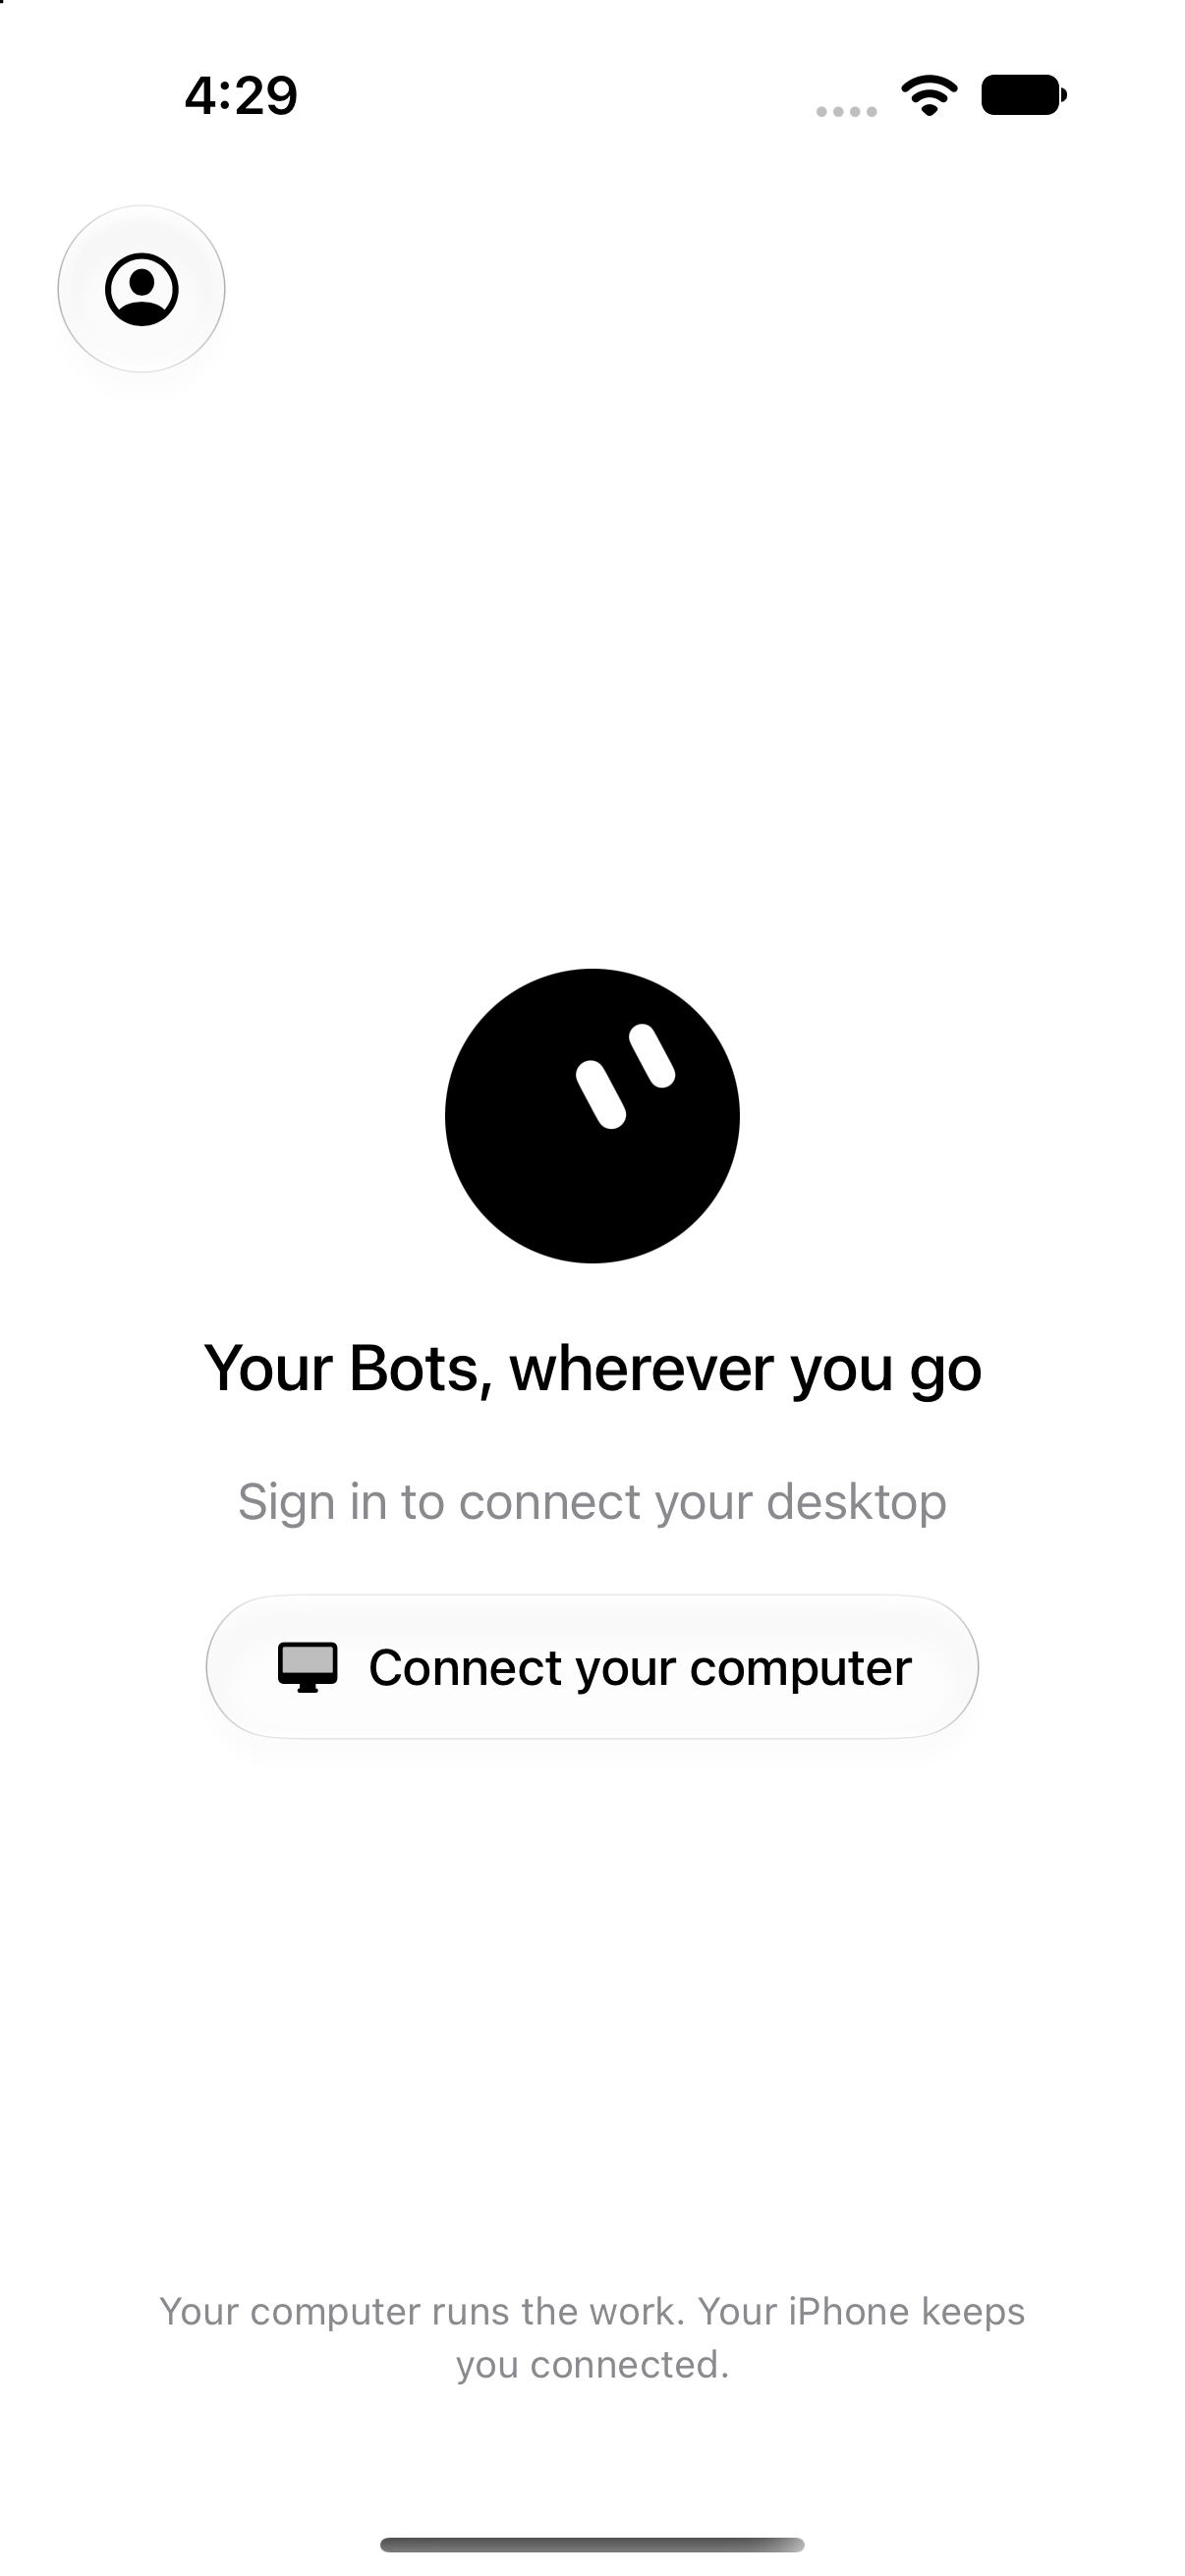 4:29
Your Bots, wherever you go
Sign in to connect your desktop
Connect your computer
Your computer runs the work. Your iPhone keeps
you connected.